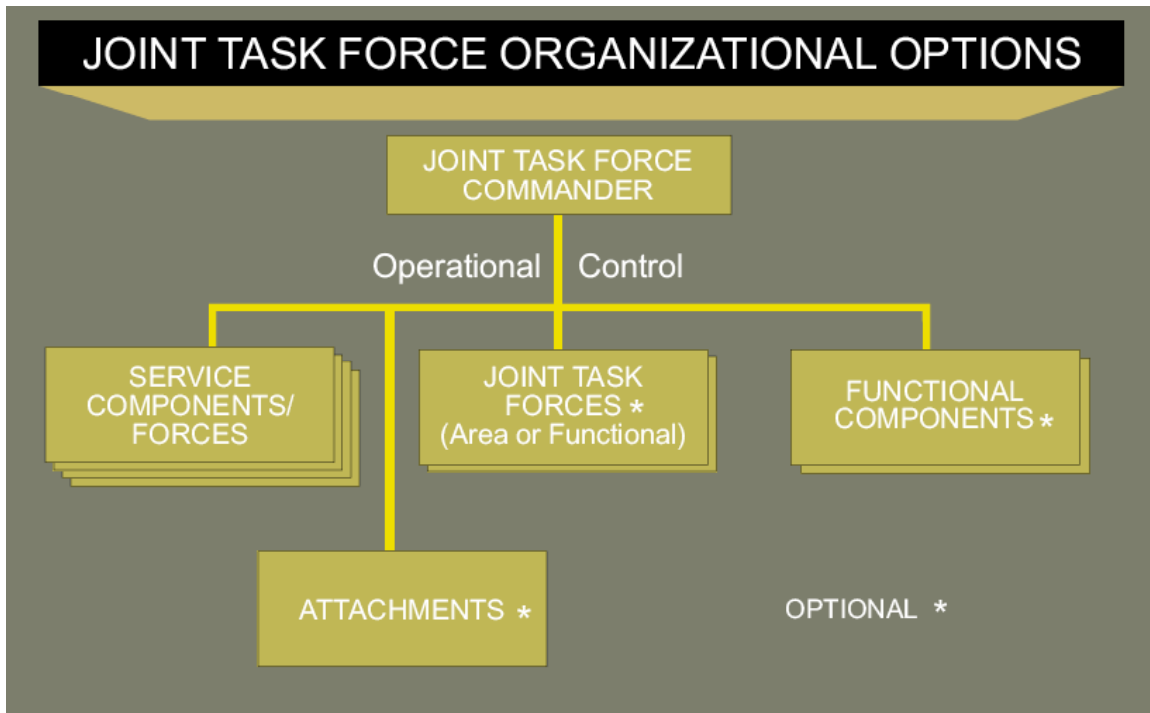 JOINT TASK FORCE ORGANIZATIONAL OPTIONS
JOINT TASK FORCE
COMMANDER
Operational Control
SERVICE
COMPONENTS/
FORCES
JOINT TASK
FORCES *
(Area or Functional)
FUNCTIONAL
COMPONENTS *
ATTACHMENTS *
OPTIONAL *